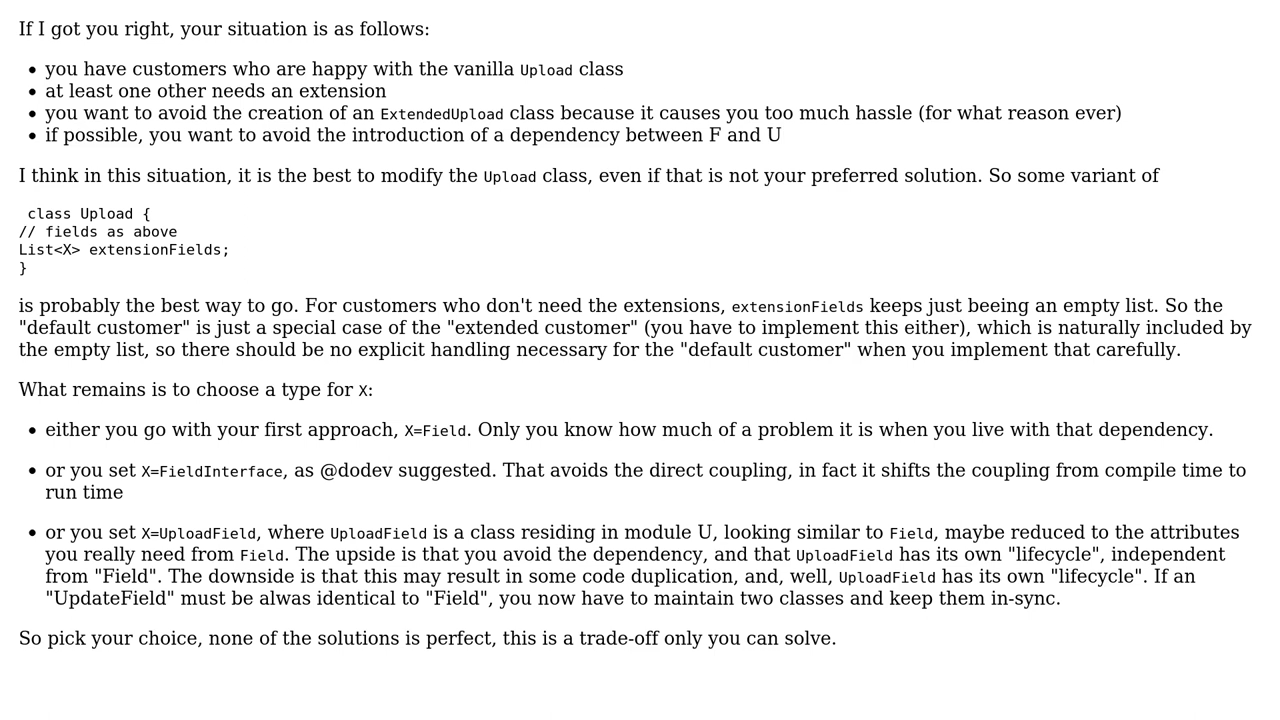 If I got you right, your situation is as follows:
• you have customers who are happy with the vanilla Upload class
• at least one other needs an extension
• you want to avoid the creation of an ExtendedUpload class because it causes you too much hassle (for what reason ever)
• if possible, you want to avoid the introduction of a dependency between F and U
I think in this situation, it is the best to modify the Upload class, even if that is not your preferred solution. So some variant of
class Upload {
// fields as above
List<X> extensionFields;
}
is probably the best way to go. For customers who don't need the extensions, extensionFields keeps just beeing an empty list. So the
"default customer" is just a special case of the "extended customer" (you have to implement this either), which is naturally included by
the empty list, so there should be no explicit handling necessary for the "default customer" when you implement that carefully.
What remains is to choose a type for X:
• either you go with your first approach, X=Field. Only you know how much of a problem it is when you live with that dependency.
• or you set X=FieldInterface, as @dodev suggested. That avoids the direct coupling, in fact it shifts the coupling from compile time to
run time
• or you set X=UploadField, where UploadField is a class residing in module U, looking similar to Field, maybe reduced to the attributes
you really need from Field. The upside is that you avoid the dependency, and that UploadField has its own "lifecycle", independent
from "Field". The downside is that this may result in some code duplication, and, well, UploadField has its own "lifecycle". If an
"UpdateField" must be alwas identical to "Field", you now have to maintain two classes and keep them in-sync.
So pick your choice, none of the solutions is perfect, this is a trade-off only you can solve.